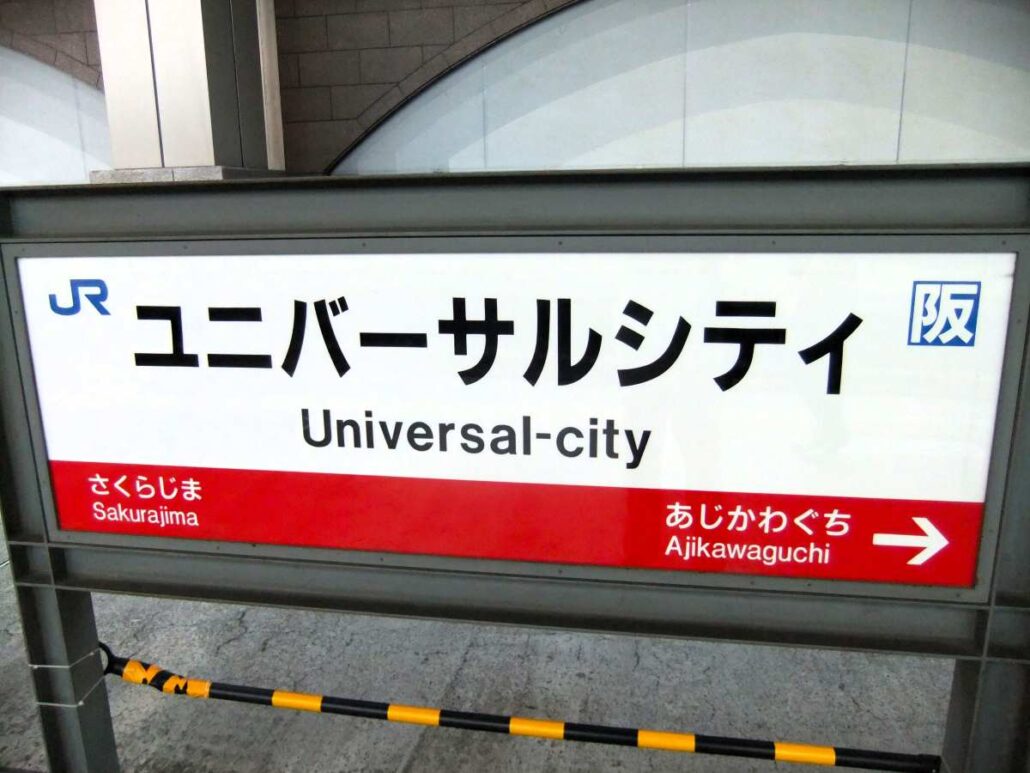 JR
ユニバーサルシティ
阪
Universal-city
さくらじま
Sakurajima
あじかわぐち
Ajikawaguchi